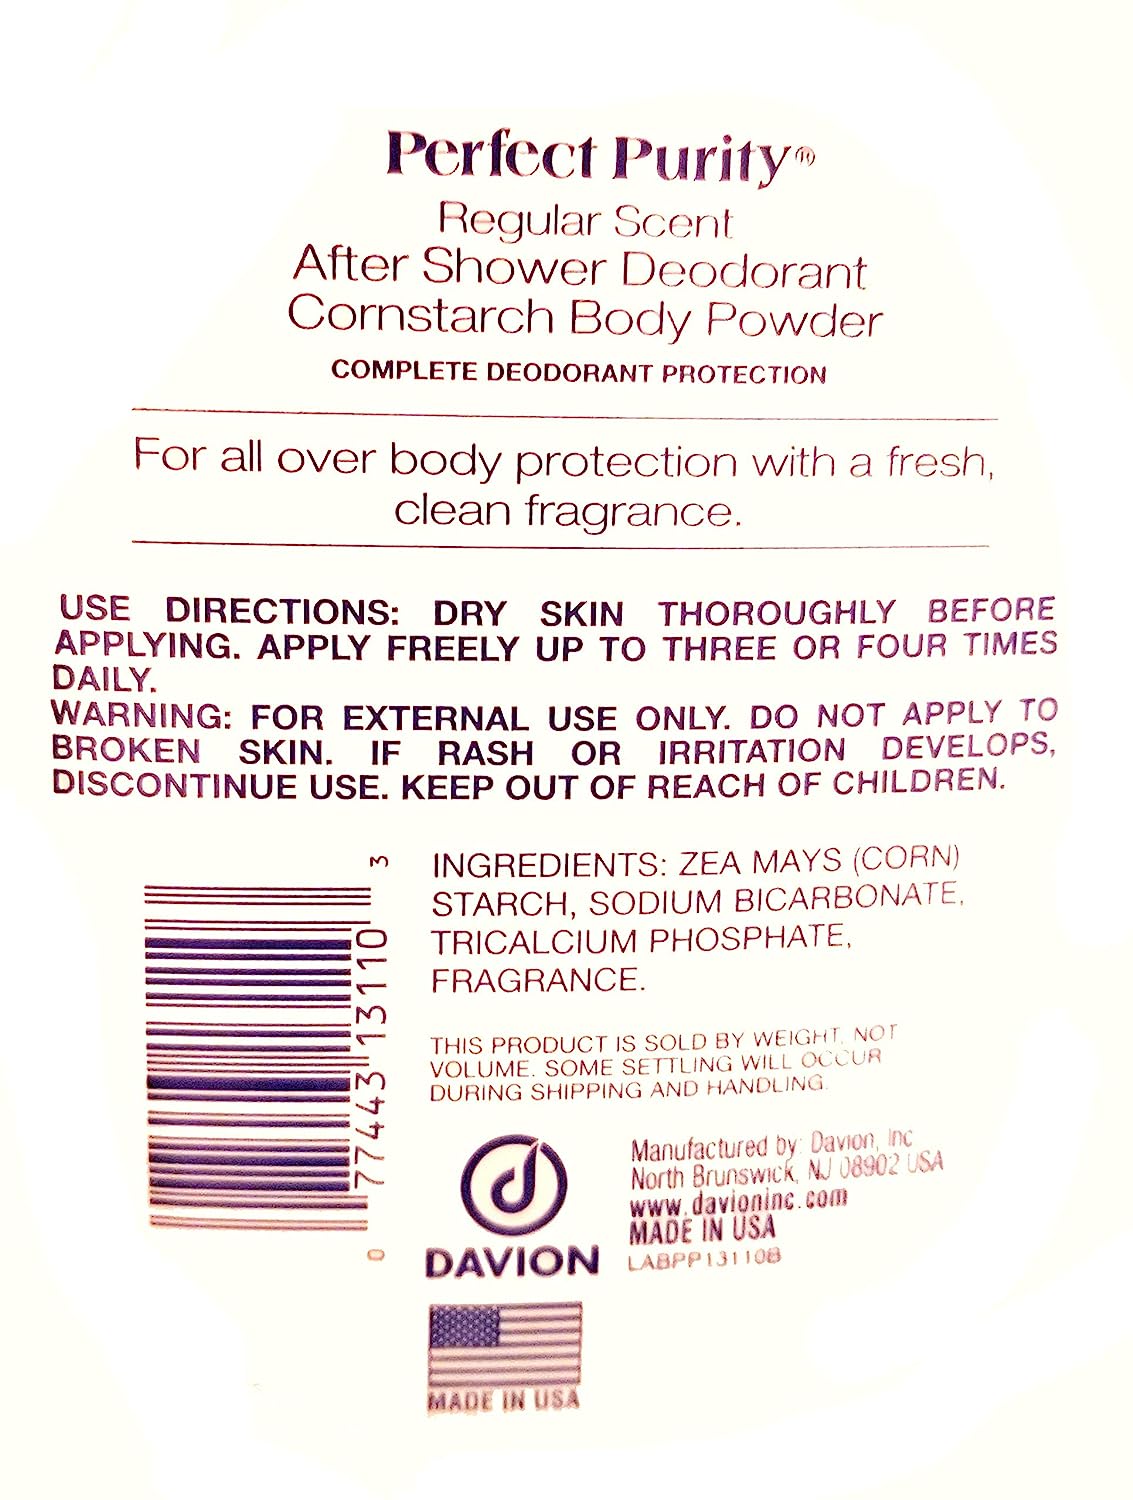 Perfect Purity®
Regular Scent
After Shower Deodorant
Cornstarch Body Powder
COMPLETE DEODORANT PROTECTION
For all over body protection with a fresh,
clean fragrance.
USE DIRECTIONS: DRY SKIN THOROUGHLY BEFORE
APPLYING. APPLY FREELY UP TO THREE OR FOUR TIMES
DAILY.
WARNING: FOR EXTERNAL USE ONLY. DO NOT APPLY TO
BROKEN SKIN. IF RASH OR IRRITATION DEVELOPS,
DISCONTINUE USE. KEEP OUT OF REACH OF CHILDREN.
0 77443 13110 3
INGREDIENTS: ZEA MAYS (CORN)
STARCH, SODIUM BICARBONATE,
TRICALCIUM PHOSPHATE,
FRAGRANCE.
THIS PRODUCT IS SOLD BY WEIGHT, NOT
VOLUME. SOME SETTLING WILL OCCUR
DURING SHIPPING AND HANDLING.
DAVION
Manufactured by: Davion, Inc
North Brunswick, NJ 08902 USA
www.davioninc.com
MADE IN USA
LABPP13110B
MADE IN USA